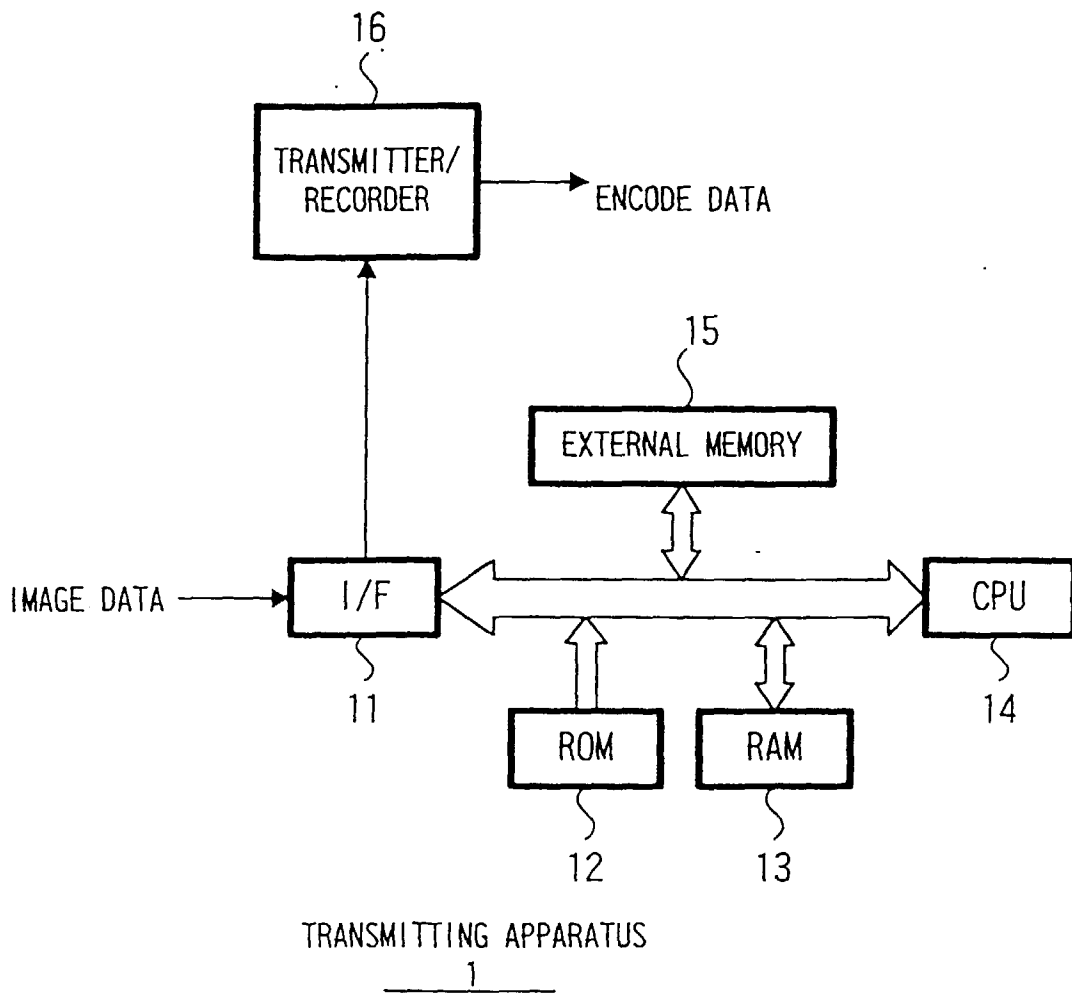 16
TRANSMITTER/
RECORDER
ENCODE DATA
15
EXTERNAL MEMORY
IMAGE DATA
I/F
CPU
11
14
ROM
RAM
12
13
TRANSMITTING APPARATUS
1